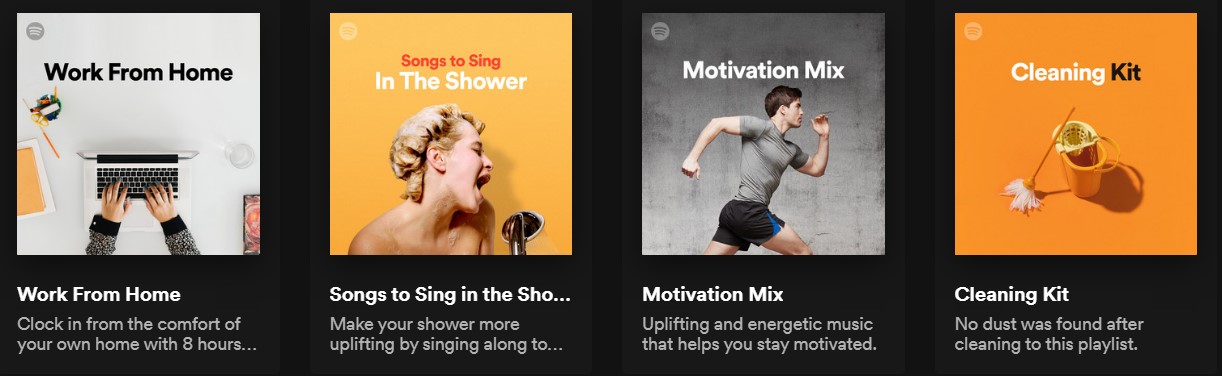 Work From Home
Songs to Sing
In The Shower
Motivation Mix
Cleaning Kit
Work From Home
Clock in from the comfort of
your own home with 8 hours...
Songs to Sing in the Sho...
Make your shower more
uplifting by singing along to...
Motivation Mix
Uplifting and energetic music
that helps you stay motivated.
Cleaning Kit
No dust was found after
cleaning to this playlist.